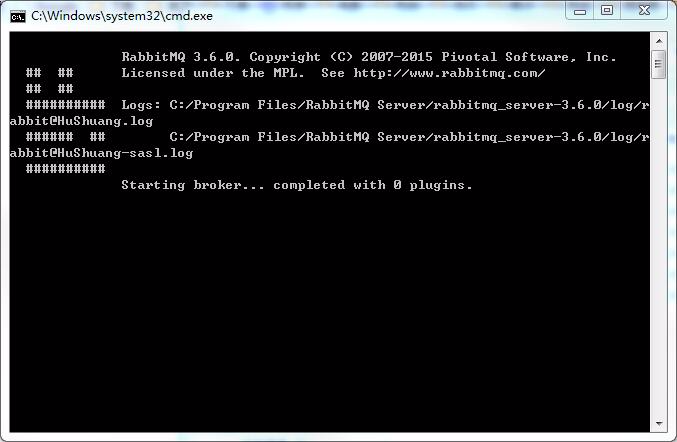 C:\Windows\system32\cmd.exe
RabbitMQ 3.6.0. Copyright (C) 2007-2015 Pivotal Software, Inc.
##  ##      Licensed under the MPL.  See http://www.rabbitmq.com/
##  ##
##########  Logs: C:/Program Files/RabbitMQ Server/rabbitmq_server-3.6.0/log/r
abbit@HuShuang.log
######  ##        C:/Program Files/RabbitMQ Server/rabbitmq_server-3.6.0/log/r
abbit@HuShuang-sasl.log
##########
Starting broker... completed with 0 plugins.